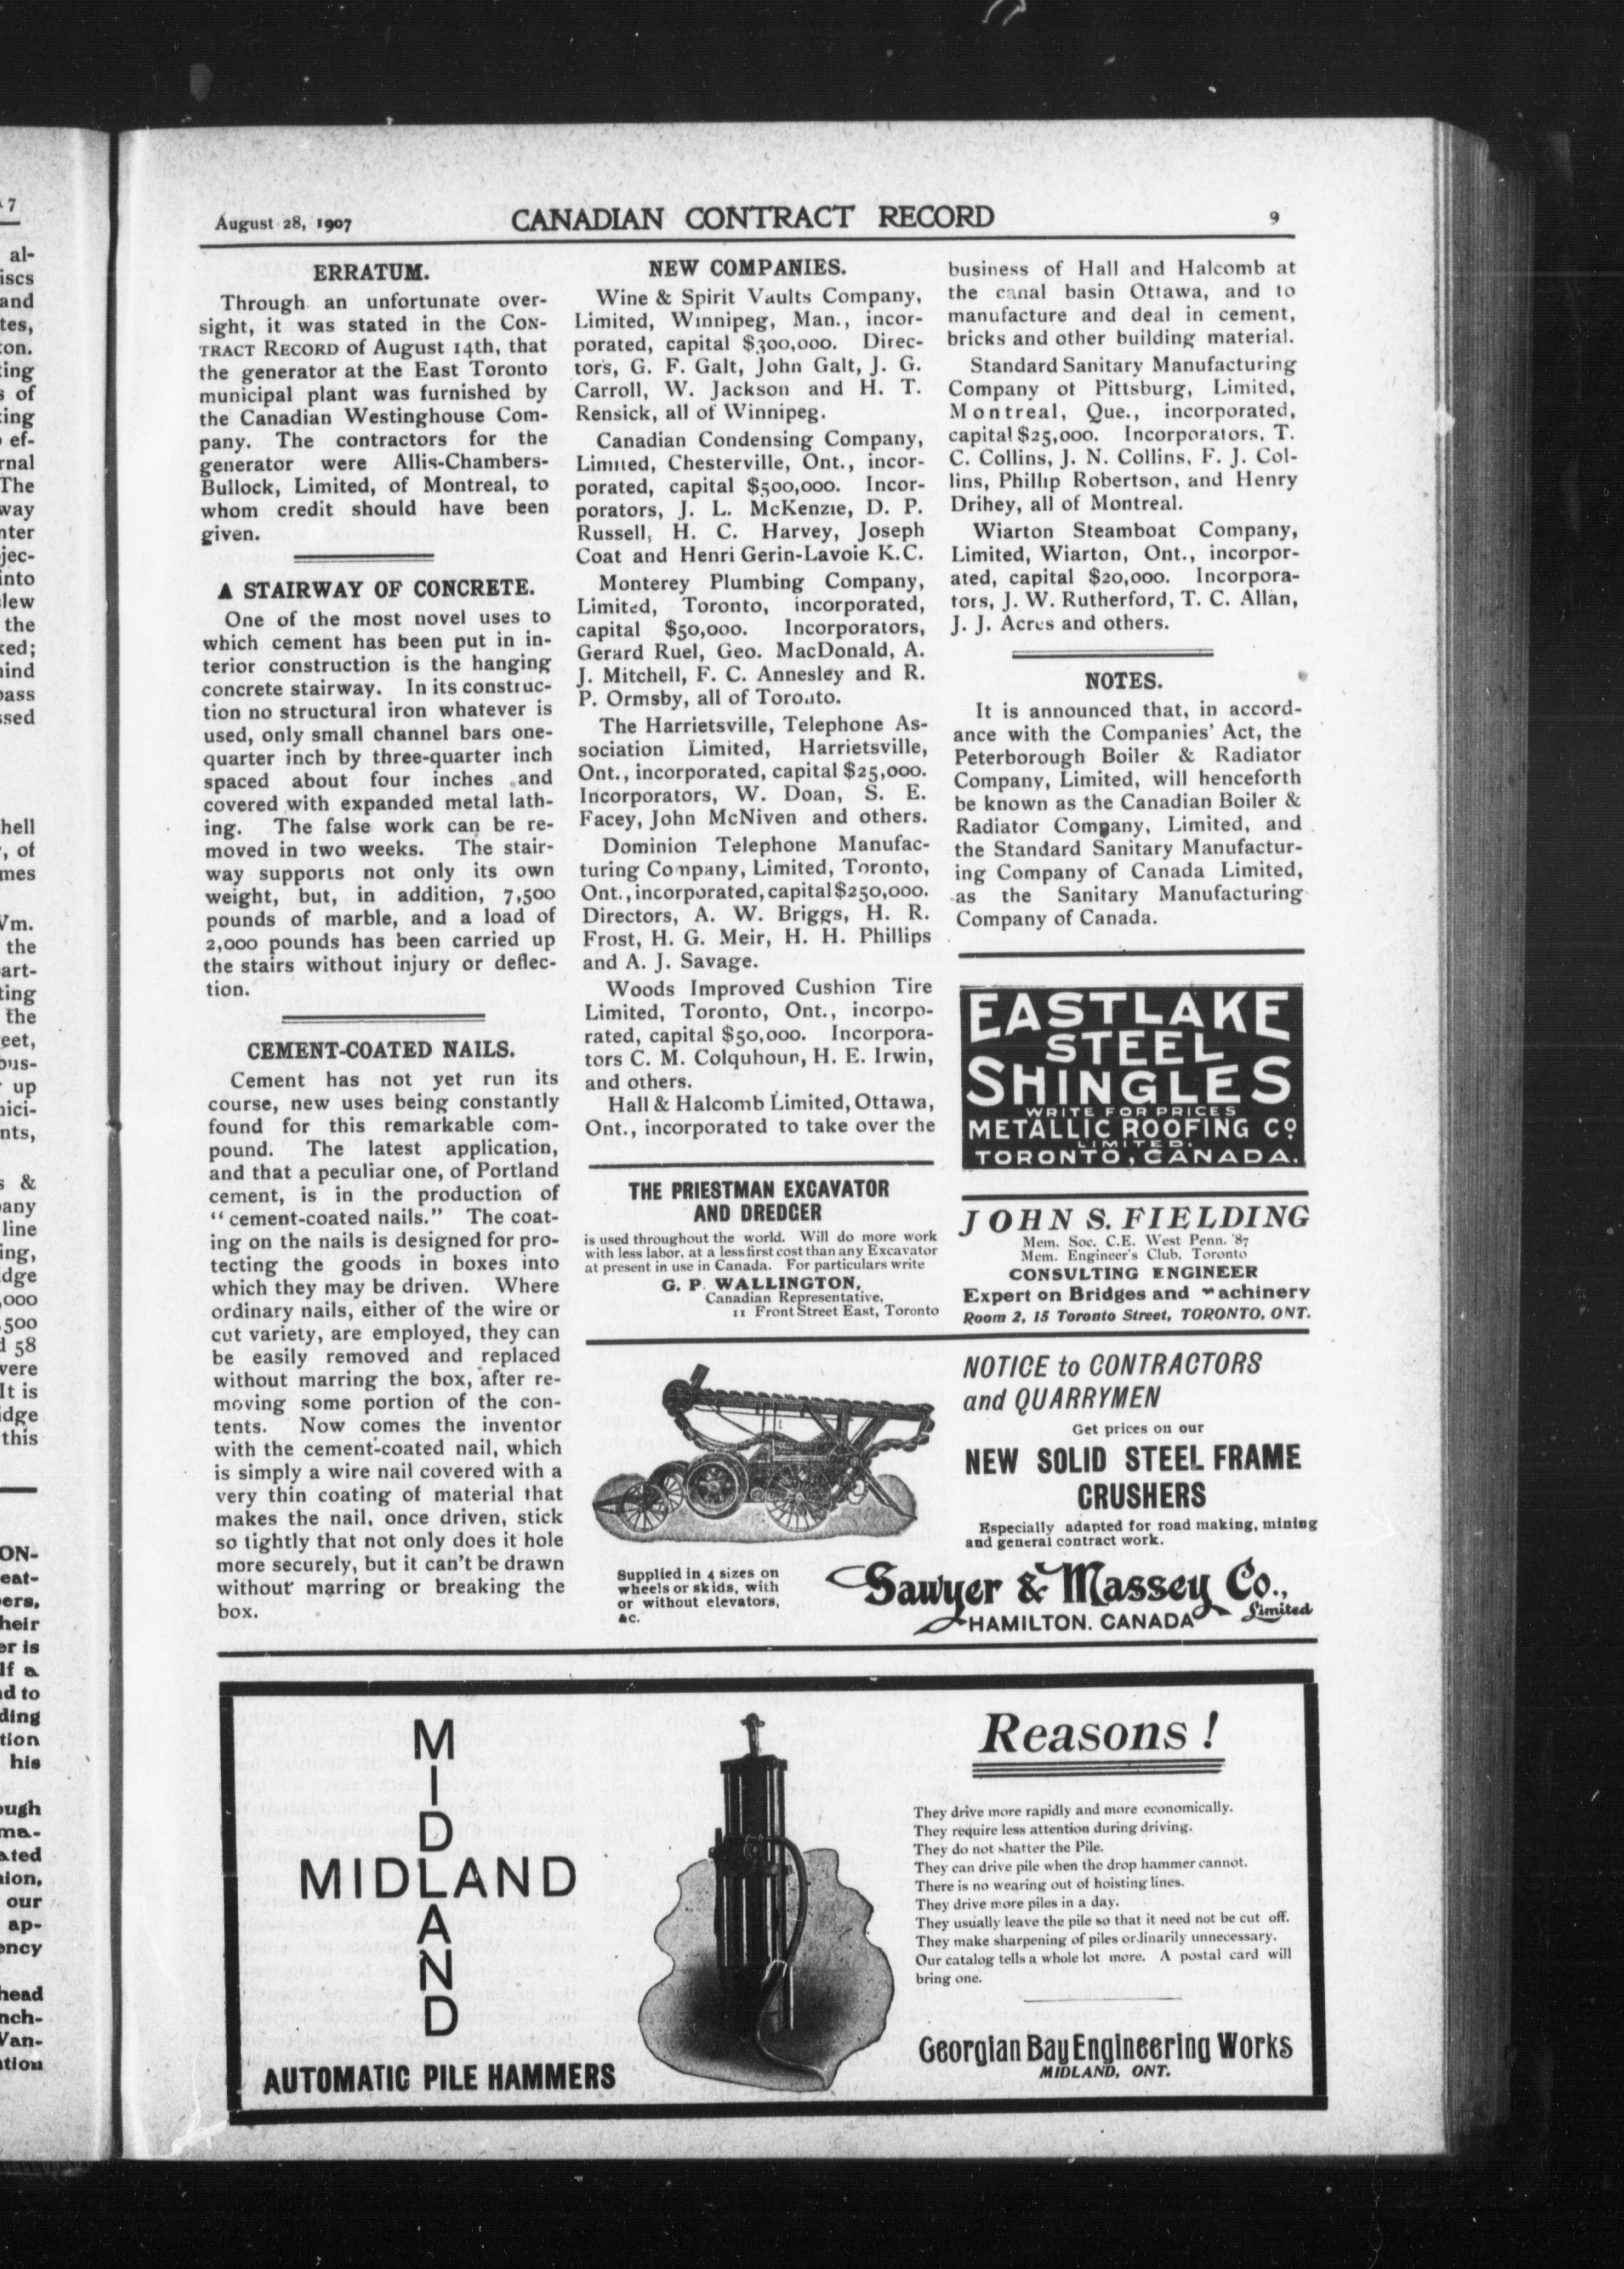 August 28, 1907
CANADIAN CONTRACT RECORD
9
ERRATUM.
Through an unfortunate over-
sight, it was stated in the CON-
TRACT RECORD of August 14th, that
the generator at the East Toronto
municipal plant was furnished by
the Canadian Westinghouse Com-
pany. The contractors for the
generator were Allis-Chambers-
Bullock, Limited, of Montreal, to
whom credit should have been
given.
A STAIRWAY OF CONCRETE.
One of the most novel uses to
which cement has been put in in-
terior construction is the hanging
concrete stairway. In its construc-
tion no structural iron whatever is
used, only small channel bars one-
quarter inch by three-quarter inch
spaced about four inches and
covered with expanded metal lath-
ing. The false work can be re-
moved in two weeks. The stair-
way supports not only its own
weight, but, in addition, 7,500
pounds of marble, and a load of
2,000 pounds has been carried up
the stairs without injury or deflec-
tion.
CEMENT-COATED NAILS.
Cement has not yet run its
course, new uses being constantly
found for this remarkable com-
pound. The latest application,
and that a peculiar one, of Portland
cement, is in the production of
"cement-coated nails." The coat-
ing on the nails is designed for pro-
tecting the goods in boxes into
which they may be driven. Where
ordinary nails, either of the wire or
cut variety, are employed, they can
be easily removed and replaced
without marring the box, after re-
moving some portion of the con-
tents. Now comes the inventor
with the cement-coated nail, which
is simply a wire nail covered with a
very thin coating of material that
makes the nail, once driven, stick
so tightly that not only does it hole
more securely, but it can't be drawn
without marring or breaking the
box.
NEW COMPANIES.
Wine & Spirit Vaults Company,
Limited, Winnipeg, Man., incor-
porated, capital $300,000. Direc-
tors, G. F. Galt, John Galt, J. G.
Carroll, W. Jackson and H. T.
Rensick, all of Winnipeg.
Canadian Condensing Company,
Limited, Chesterville, Ont., incor-
porated, capital $500,000. Incor-
porators, J. L. McKenzie, D. P.
Russell, H. C. Harvey, Joseph
Coat and Henri Gerin-Lavoie K.C.
Monterey Plumbing Company,
Limited, Toronto, incorporated,
capital $50,000. Incorporators,
Gerard Ruel, Geo. MacDonald, A.
J. Mitchell, F. C. Annesley and R.
P. Ormsby, all of Toronto.
The Harrietsville, Telephone As-
sociation Limited, Harrietsville,
Ont., incorporated, capital $25,000.
Incorporators, W. Doan, S. E.
Facey, John McNiven and others.
Dominion Telephone Manufac-
turing Company, Limited, Toronto,
Ont., incorporated, capital $250,000.
Directors, A. W. Briggs, H. R.
Frost, H. G. Meir, H. H. Phillips
and A. J. Savage.
Woods Improved Cushion Tire
Limited, Toronto, Ont., incorpo-
rated, capital $50,000. Incorpora-
tors C. M. Colquhoun, H. E. Irwin,
and others.
Hall & Halcomb Limited, Ottawa,
Ont., incorporated to take over the
business of Hall and Halcomb at
the canal basin Ottawa, and to
manufacture and deal in cement,
bricks and other building material.
Standard Sanitary Manufacturing
Company of Pittsburg, Limited,
Montreal, Que., incorporated,
capital $25,000. Incorporators, T.
C. Collins, J. N. Collins, F. J. Col-
lins, Phillip Robertson, and Henry
Drihey, all of Montreal.
Wiarton Steamboat Company,
Limited, Wiarton, Ont., incorpor-
ated, capital $20,000. Incorpora-
tors, J. W. Rutherford, T. C. Allan,
J. J. Acres and others.
NOTES.
It is announced that, in accord-
ance with the Companies' Act, the
Peterborough Boiler & Radiator
Company, Limited, will henceforth
be known as the Canadian Boiler &
Radiator Company, Limited, and
the Standard Sanitary Manufactur-
ing Company of Canada Limited,
as the Sanitary Manufacturing
Company of Canada.
EASTLAKE
STEEL
SHINGLES
WRITE FOR PRICES
METALLIC ROOFING CO
LIMITED.
TORONTO, CANADA.
THE PRIESTMAN EXCAVATOR
AND DREDGER
is used throughout the world. Will do more work
with less labor, at a less first cost than any Excavator
at present in use in Canada. For particulars write
G. P. WALLINGTON,
Canadian Representative,
11 Front Street East, Toronto
JOHN S. FIELDING
Mem. Soc. C.E. West Penn. '87
Mem. Engineer's Club, Toronto
CONSULTING ENGINEER
Expert on Bridges and achinery
Room 2, 15 Toronto Street, TORONTO, ONT.
NOTICE to CONTRACTORS
and QUARRYMEN
Get prices on our
NEW SOLID STEEL FRAME
CRUSHERS
Especially adapted for road making, mining
and general contract work.
Supplied in 4 sizes on
wheels or skids, with
or without elevators,
&c.
Sawyer & Massey Co.,
Limited
HAMILTON. CANADA
M
I
D
MIDLAND
A
N
D
AUTOMATIC PILE HAMMERS
Reasons!
They drive more rapidly and more economically.
They require less attention during driving.
They do not shatter the Pile.
They can drive pile when the drop hammer cannot.
There is no wearing out of hoisting lines.
They drive more piles in a day.
They usually leave the pile so that it need not be cut off.
They make sharpening of piles ordinarily unnecessary.
Our catalog tells a whole lot more. A postal card will
bring one.
Georgian Bay Engineering Works
MIDLAND, ONT.